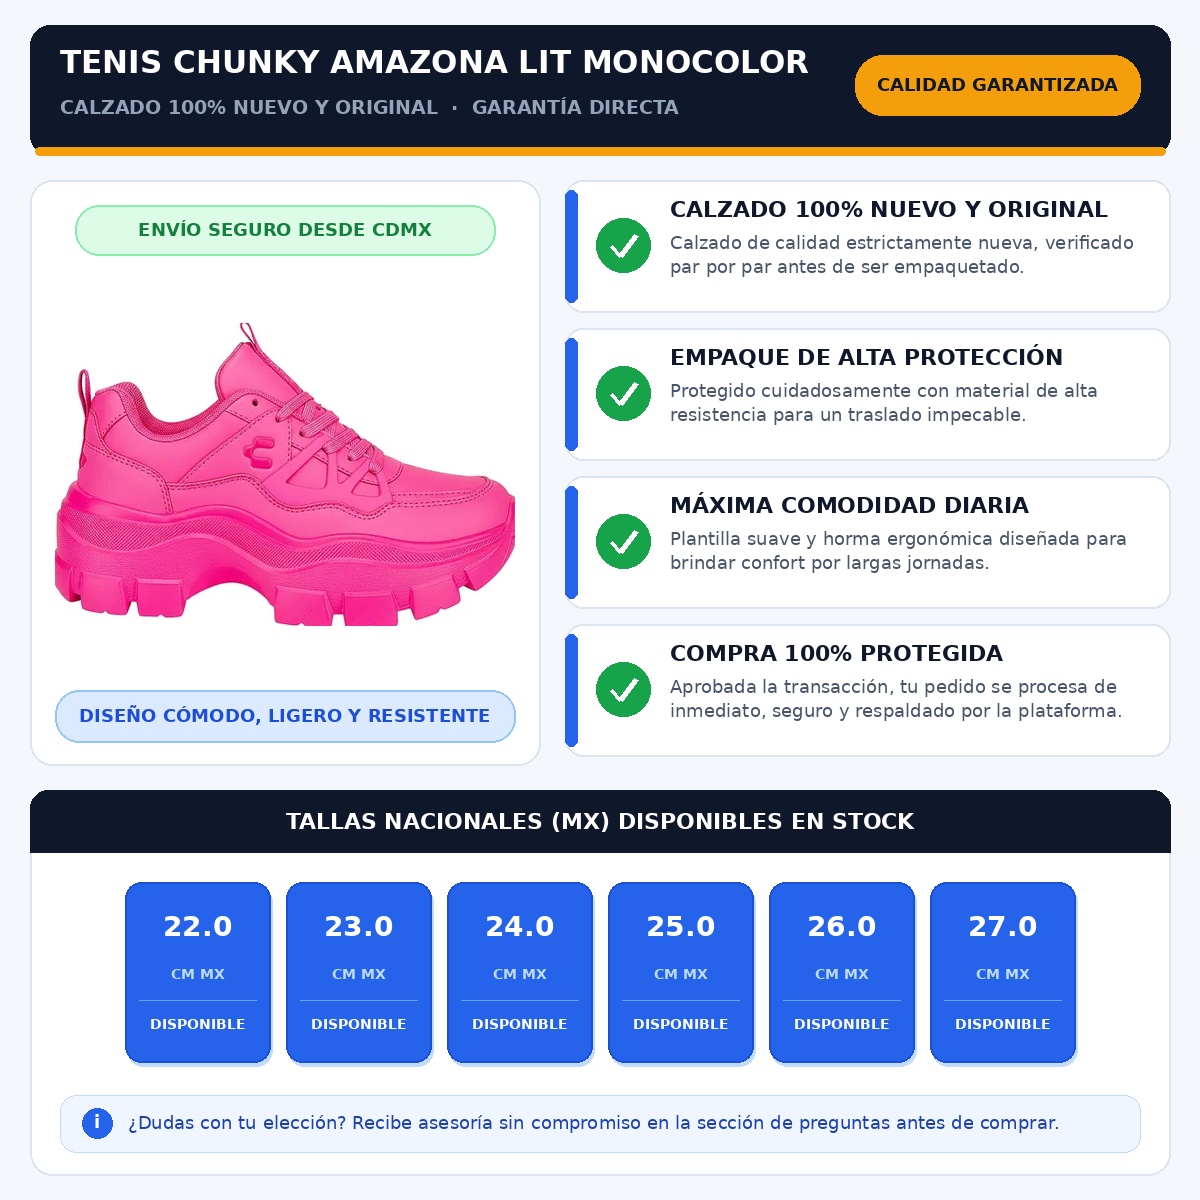 TENIS CHUNKY AMAZONA LIT MONOCOLOR
CALZADO 100% NUEVO Y ORIGINAL · GARANTÍA DIRECTA
CALIDAD GARANTIZADA
ENVÍO SEGURO DESDE CDMX
DISEÑO CÓMODO, LIGERO Y RESISTENTE
CALZADO 100% NUEVO Y ORIGINAL
Calzado de calidad estrictamente nueva, verificado
par por par antes de ser empaquetado.
EMPAQUE DE ALTA PROTECCIÓN
Protegido cuidadosamente con material de alta
resistencia para un traslado impecable.
MÁXIMA COMODIDAD DIARIA
Plantilla suave y horma ergonómica diseñada para
brindar confort por largas jornadas.
COMPRA 100% PROTEGIDA
Aprobada la transacción, tu pedido se procesa de
inmediato, seguro y respaldado por la plataforma.
TALLAS NACIONALES (MX) DISPONIBLES EN STOCK
22.0
CM MX
DISPONIBLE
23.0
CM MX
DISPONIBLE
24.0
CM MX
DISPONIBLE
25.0
CM MX
DISPONIBLE
26.0
CM MX
DISPONIBLE
27.0
CM MX
DISPONIBLE
i ¿Dudas con tu elección? Recibe asesoría sin compromiso en la sección de preguntas antes de comprar.